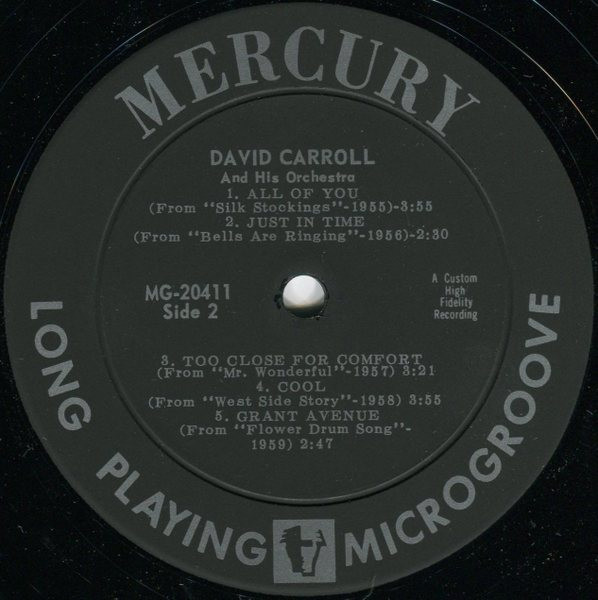 MERCURY
DAVID CARROLL
And His Orchestra
1. ALL OF YOU
(From "Silk Stockings"-1955)-3:55
2. JUST IN TIME
(From "Bells Are Ringing"-1956)-2:30
MG-20411
Side 2
A Custom
High
Fidelity
Recording
3. TOO CLOSE FOR COMFORT
(From "Mr. Wonderful"-1957) 3:21
4. COOL
(From "West Side Story"-1958) 3:55
5. GRANT AVENUE
(From "Flower Drum Song"-
1959) 2:47
LONG PLAYING MICROGROOVE